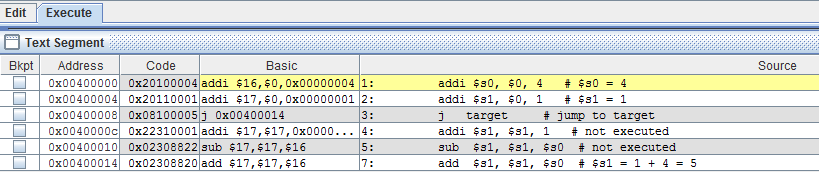 Edit Execute
Text Segment
Bkpt Address Code Basic Source
0x00400000 0x20100004 addi $16,$0,0x00000004 1: addi $s0, $0, 4 # $s0 = 4
0x00400004 0x20110001 addi $17,$0,0x00000001 2: addi $s1, $0, 1 # $s1 = 1
0x00400008 0x08100005 j 0x00400014 3: j target # jump to target
0x0040000c 0x22310001 addi $17,$17,0x0000... 4: addi $s1, $s1, 1 # not executed
0x00400010 0x02308822 sub $17,$17,$16 5: sub $s1, $s1, $s0 # not executed
0x00400014 0x02308820 add $17,$17,$16 7: add $s1, $s1, $s0 # $s1 = 1 + 4 = 5